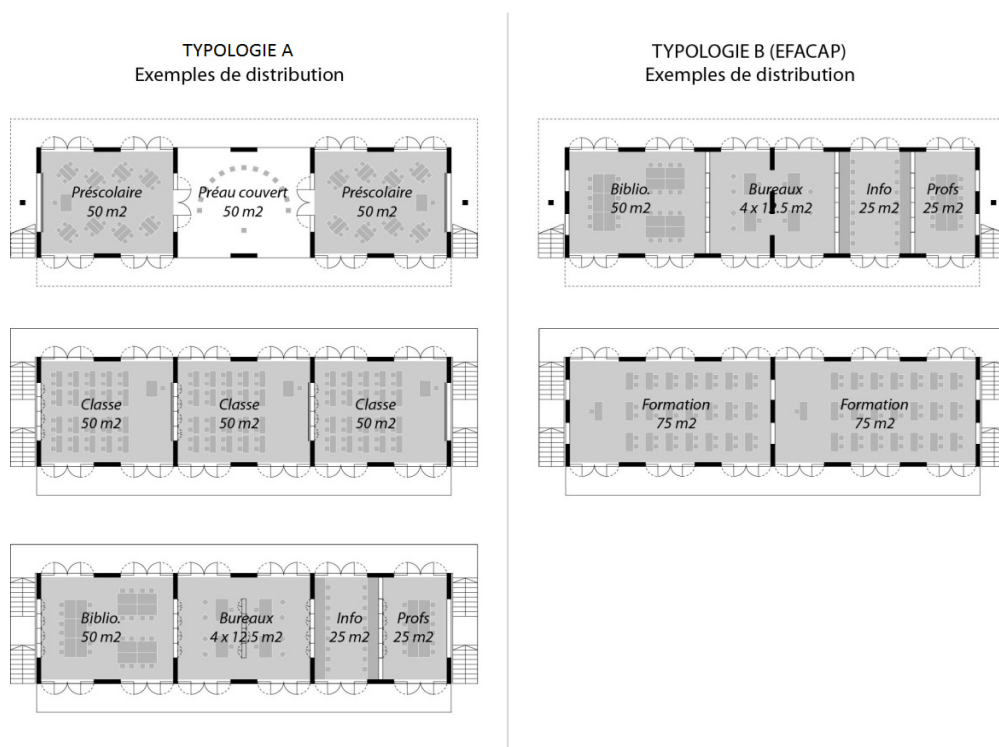 TYPOLOGIE A
Exemples de distribution
Préscolaire
50 m2
Préau couvert
50 m2
Préscolaire
50 m2
Classe
50 m2
Classe
50 m2
Classe
50 m2
Biblio.
50 m2
Bureaux
4 x 12.5 m2
Info
25 m2
Profs
25 m2
TYPOLOGIE B (EFACAP)
Exemples de distribution
Biblio.
50 m2
Bureaux
4 x 12.5 m2
Info
25 m2
Profs
25 m2
Formation
75 m2
Formation
75 m2